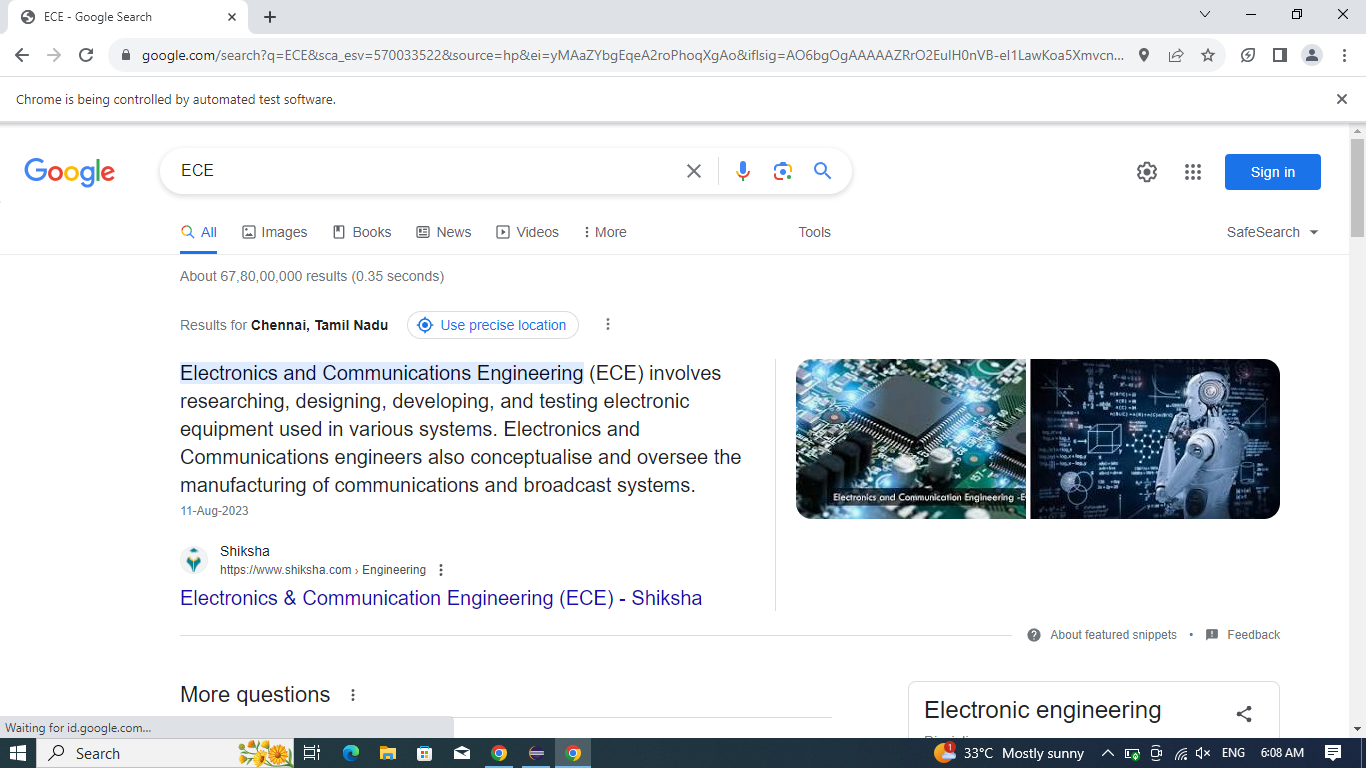 ECE - Google Search
google.com/search?q=ECE&sca_esv=570033522&source=hp&ei=yMAaZYbgEqeA2roPhoqXgAo&iflsig=AO6bgOgAAAAAZRrO2EuIH0nVB-el1LawKoa5Xmvcn...
Chrome is being controlled by automated test software.
Google
ECE
Sign in
All Images Books News Videos More Tools SafeSearch
About 67,80,00,000 results (0.35 seconds)
Results for Chennai, Tamil Nadu Use precise location
Electronics and Communications Engineering (ECE) involves
researching, designing, developing, and testing electronic
equipment used in various systems. Electronics and
Communications engineers also conceptualise and oversee the
manufacturing of communications and broadcast systems.
Electronics and Communication Engineering -E
11-Aug-2023
Shiksha
https://www.shiksha.com › Engineering
Electronics & Communication Engineering (ECE) - Shiksha
About featured snippets • Feedback
More questions
Electronic engineering
Waiting for id.google.com...
Search
1 33°C Mostly sunny ENG 6:08 AM